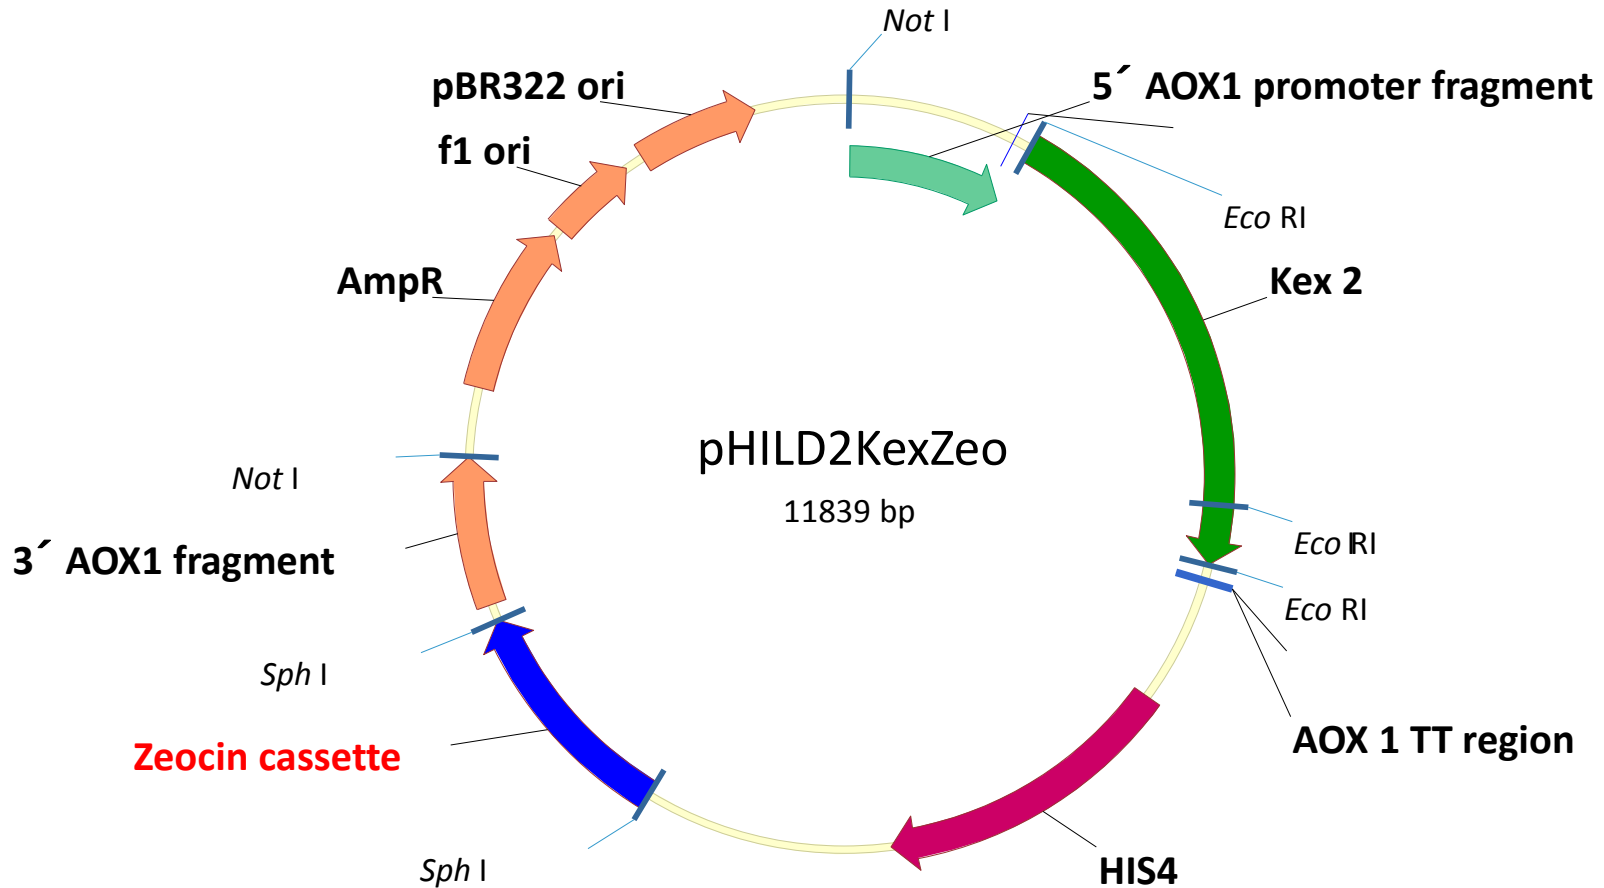 Not I
pBR322 ori
5´ AOX1 promoter fragment
f1 ori
Eco RI
AmpR
Kex 2
pHILD2KexZeo
Not I
11839 bp
3´ AOX1 fragment
Eco RI
Eco RI
Sph I
Zeocin cassette
AOX 1 TT region
Sph I
HIS4